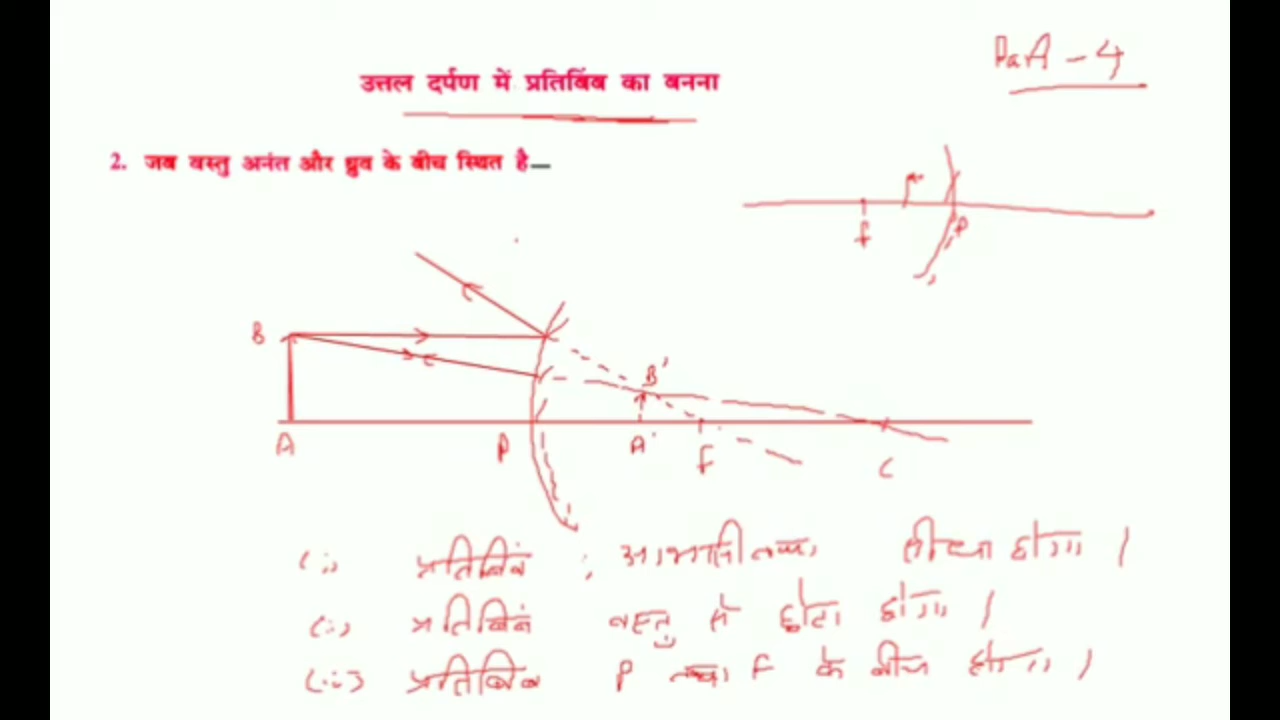 Part - 4
उत्तल दर्पण में प्रतिबिंब का बनना
2. जब वस्तु अनंत और ध्रुव के बीच स्थित है—
F P
B
B'
A P A' F C
(i) प्रतिबिंब , आभासी तथा सीधा होगा ।
(ii) प्रतिबिंब वस्तु से छोटा होगा ।
(iii) प्रतिबिंब P तथा F के बीच होगा ।